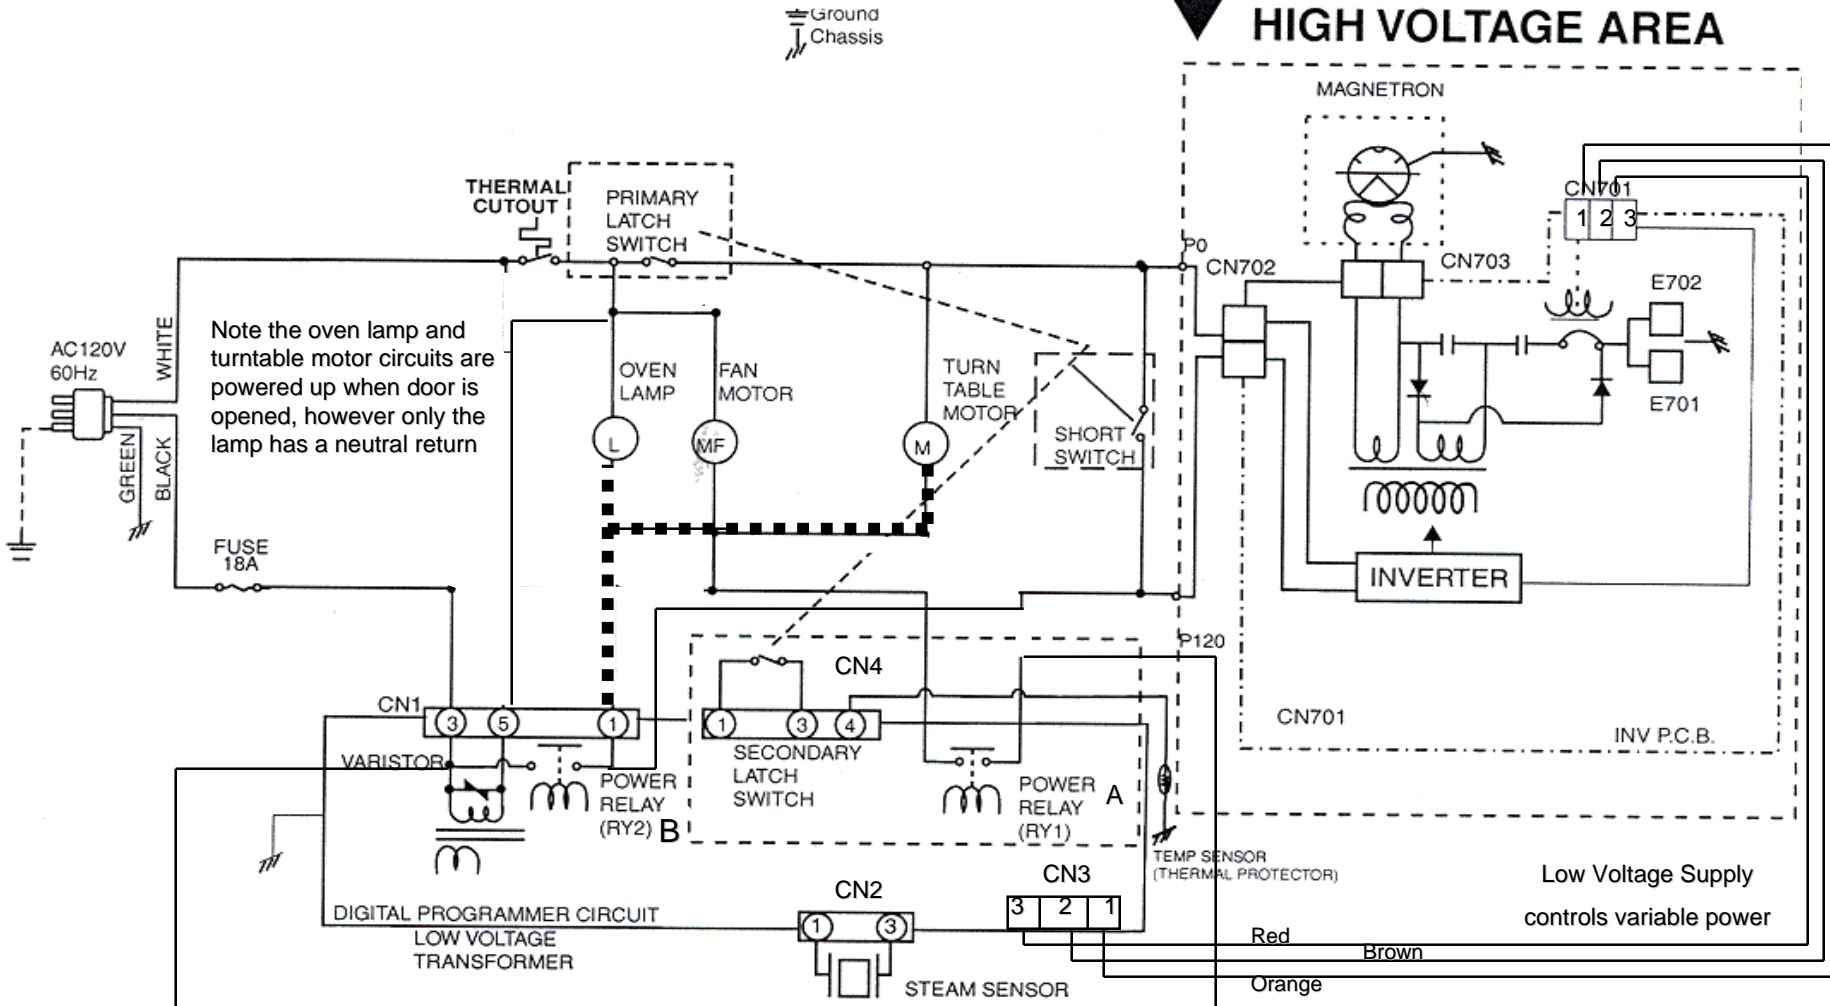 Ground
Chassis
HIGH VOLTAGE AREA
MAGNETRON
THERMAL
CUTOUT
PRIMARY
LATCH
SWITCH
CN701
1 2 3
P0
CN702
CN703
E702
E701
AC120V
60Hz
WHITE
GREEN
BLACK
Note the oven lamp and
turntable motor circuits are
powered up when door is
opened, however only the
lamp has a neutral return
OVEN
LAMP
FAN
MOTOR
TURN
TABLE
MOTOR
L
MF
M
SHORT
SWITCH
FUSE
18A
INVERTER
P120
CN4
CN1
3 5 1
1 3 4
CN701
INV P.C.B.
VARISTOR
SECONDARY
LATCH
SWITCH
POWER
RELAY
(RY2) B
POWER
RELAY
(RY1)
A
TEMP SENSOR
(THERMAL PROTECTOR)
CN2
1 3
CN3
3 2 1
Low Voltage Supply
controls variable power
DIGITAL PROGRAMMER CIRCUIT
LOW VOLTAGE
TRANSFORMER
STEAM SENSOR
Red
Brown
Orange